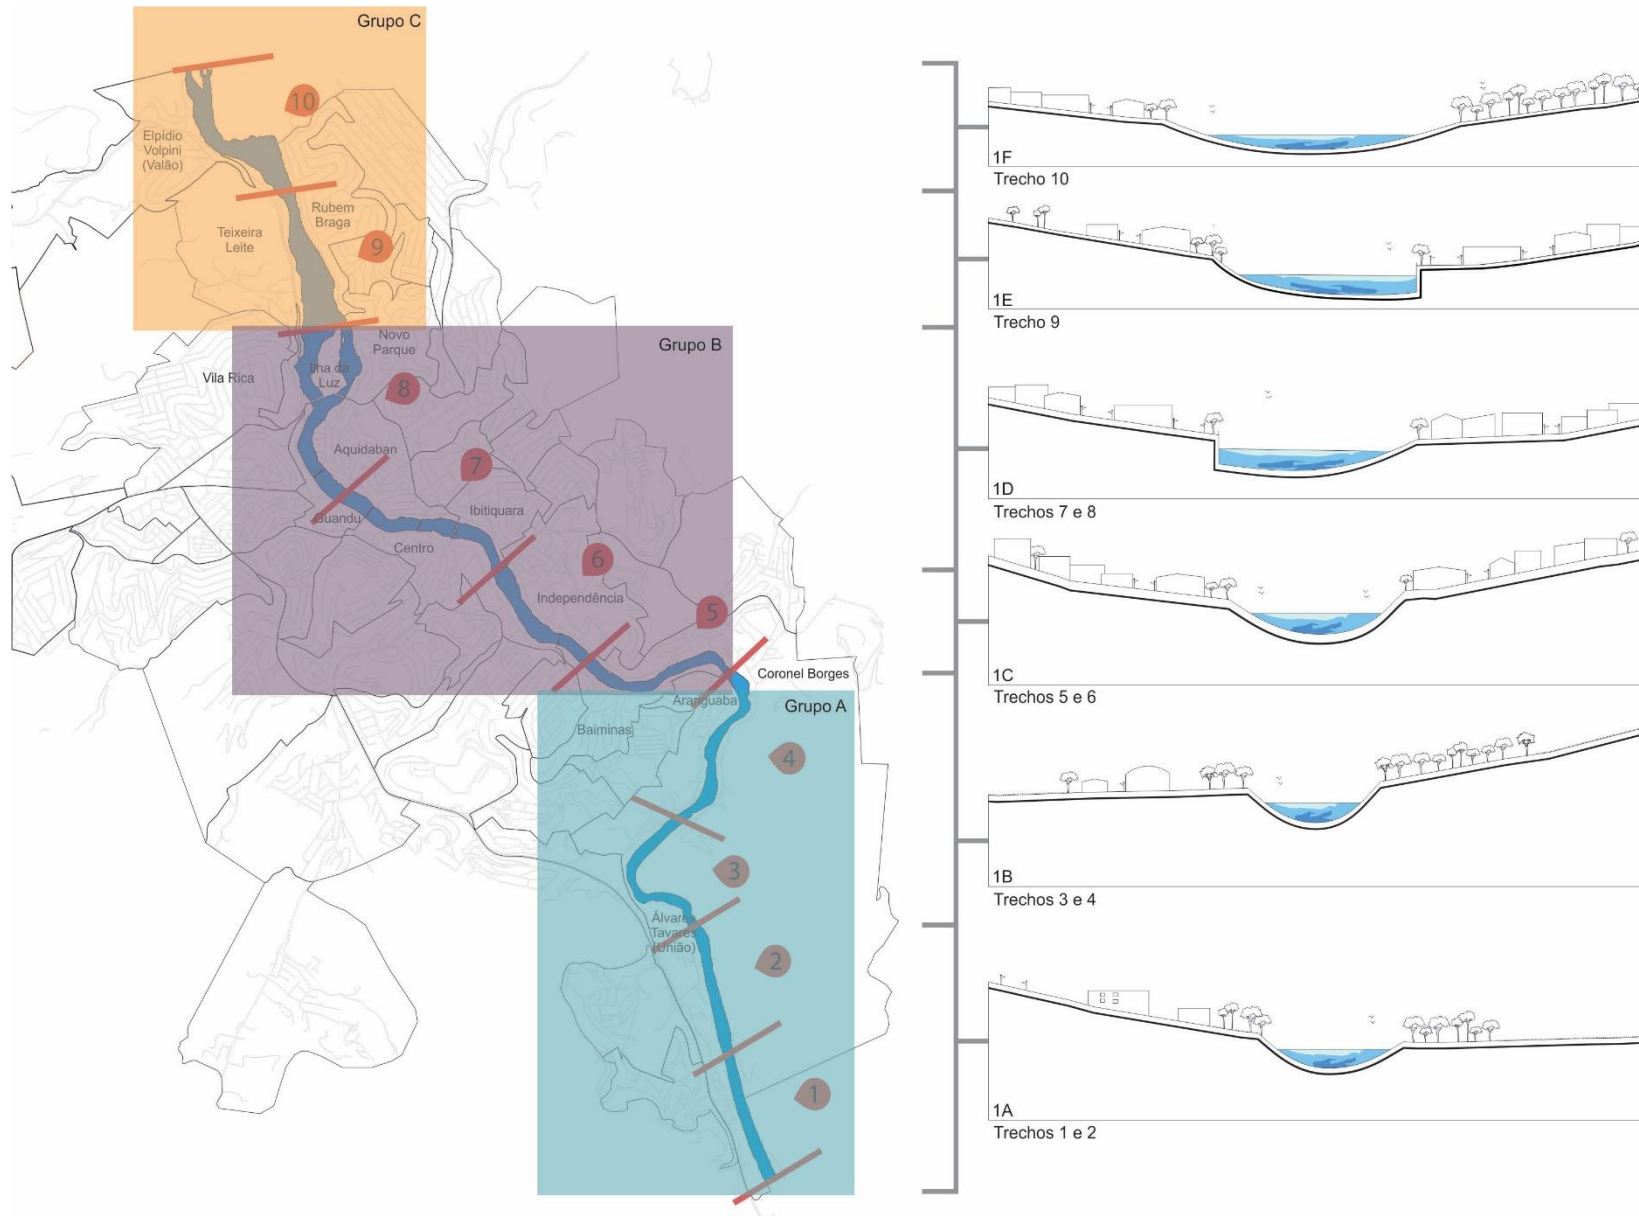 Grupo C
10
Elpídio
Volpini
(Valão)
Rubem
Braga
Teixeira
Leite
9
Grupo B
Novo
Parque
Vila Rica
Ilha da
Luz
8
Aquidaban
7
Guandu
Ibitiquara
Centro
6
Independência
5
Coronel Borges
Grupo A
Aranguaba
Baiminas
4
3
Álvares
Tavares
(União)
2
1
1F
Trecho 10
1E
Trecho 9
1D
Trechos 7 e 8
1C
Trechos 5 e 6
1B
Trechos 3 e 4
1A
Trechos 1 e 2